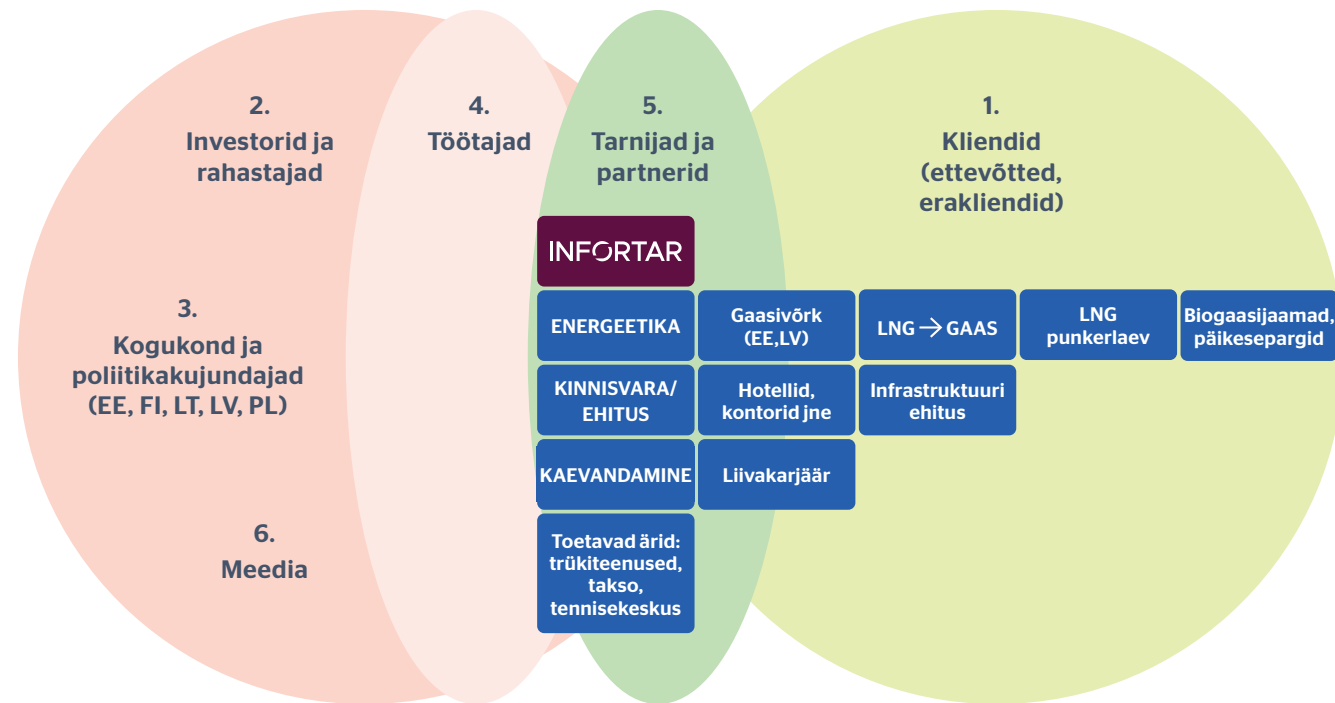 2.
Investorid ja
rahastajad
4.
Töötajad
5.
Tarnijad ja
partnerid
1.
Kliendid
(ettevõtted,
erakliendid)
3.
Kogukond ja
poliitikakujundajad
(EE, FI, LT, LV, PL)
6.
Meedia
INFORTAR
ENERGEETIKA
Gaasivõrk
(EE,LV)
LNG → GAAS
LNG
punkerlaev
Biogaasijaamad,
päikesepargid
KINNISVARA/
EHITUS
Hotellid,
kontorid jne
Infrastruktuuri
ehitus
KAEVANDAMINE
Liivakarjäär
Toetavad ärid:
trükiteenused,
takso,
tennisekeskus